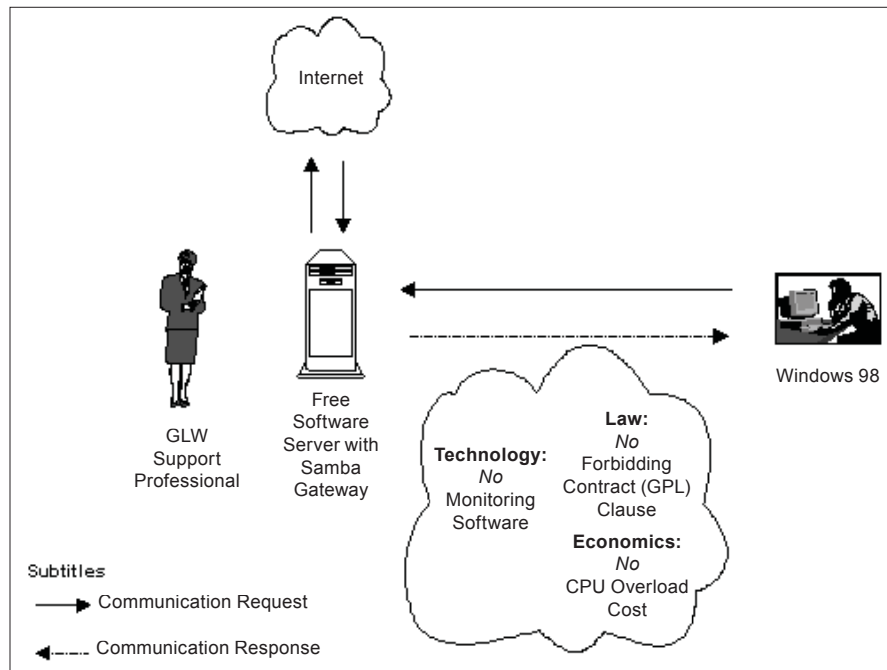 Internet
GLW
Support
Professional
Free
Software
Server with
Samba
Gateway
Windows 98
Technology:
No
Monitoring
Software
Law:
No
Forbidding
Contract (GPL)
Clause
Economics:
No
CPU Overload
Cost
Subtitles
Communication Request
Communication Response